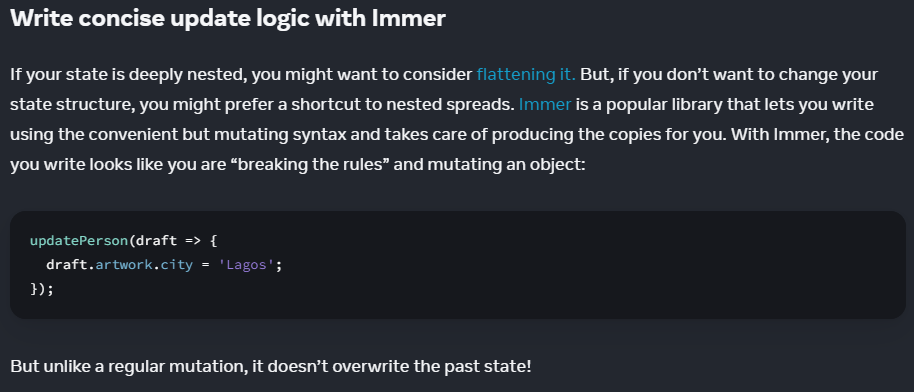 Write concise update logic with Immer
If your state is deeply nested, you might want to consider flattening it. But, if you don’t want to change your
state structure, you might prefer a shortcut to nested spreads. Immer is a popular library that lets you write
using the convenient but mutating syntax and takes care of producing the copies for you. With Immer, the code
you write looks like you are “breaking the rules” and mutating an object:
updatePerson(draft => {
  draft.artwork.city = 'Lagos';
});
But unlike a regular mutation, it doesn’t overwrite the past state!